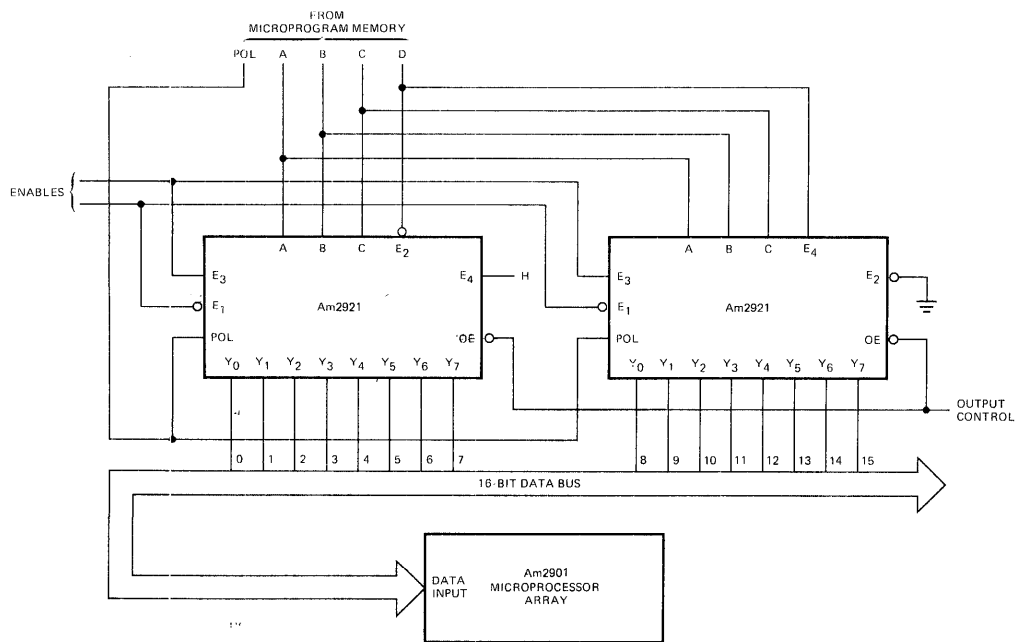 FROM
MICROPROGRAM MEMORY
POL A B C D
ENABLES
A B C E2
E3
E1
POL
Am2921
E4
H
OE
Y0 Y1 Y2 Y3 Y4 Y5 Y6 Y7
A B C E4
E3
E1
POL
Am2921
E2
OE
Y0 Y1 Y2 Y3 Y4 Y5 Y6 Y7
OUTPUT
CONTROL
0 1 2 3 4 5 6 7
8 9 10 11 12 13 14 15
16-BIT DATA BUS
DATA
INPUT
Am2901
MICROPROCESSOR
ARRAY